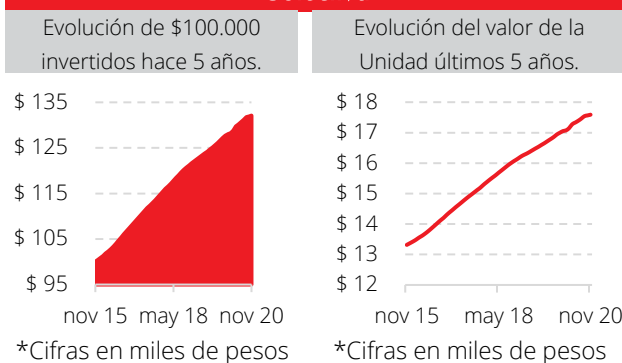 Evolución de $100.000
invertidos hace 5 años.
$ 135
$ 125
$ 115
$ 105
$ 95
nov 15 may 18 nov 20
*Cifras en miles de pesos
Evolución del valor de la
Unidad últimos 5 años.
$ 18
$ 17
$ 16
$ 15
$ 14
$ 13
$ 12
nov 15 may 18 nov 20
*Cifras en miles de pesos